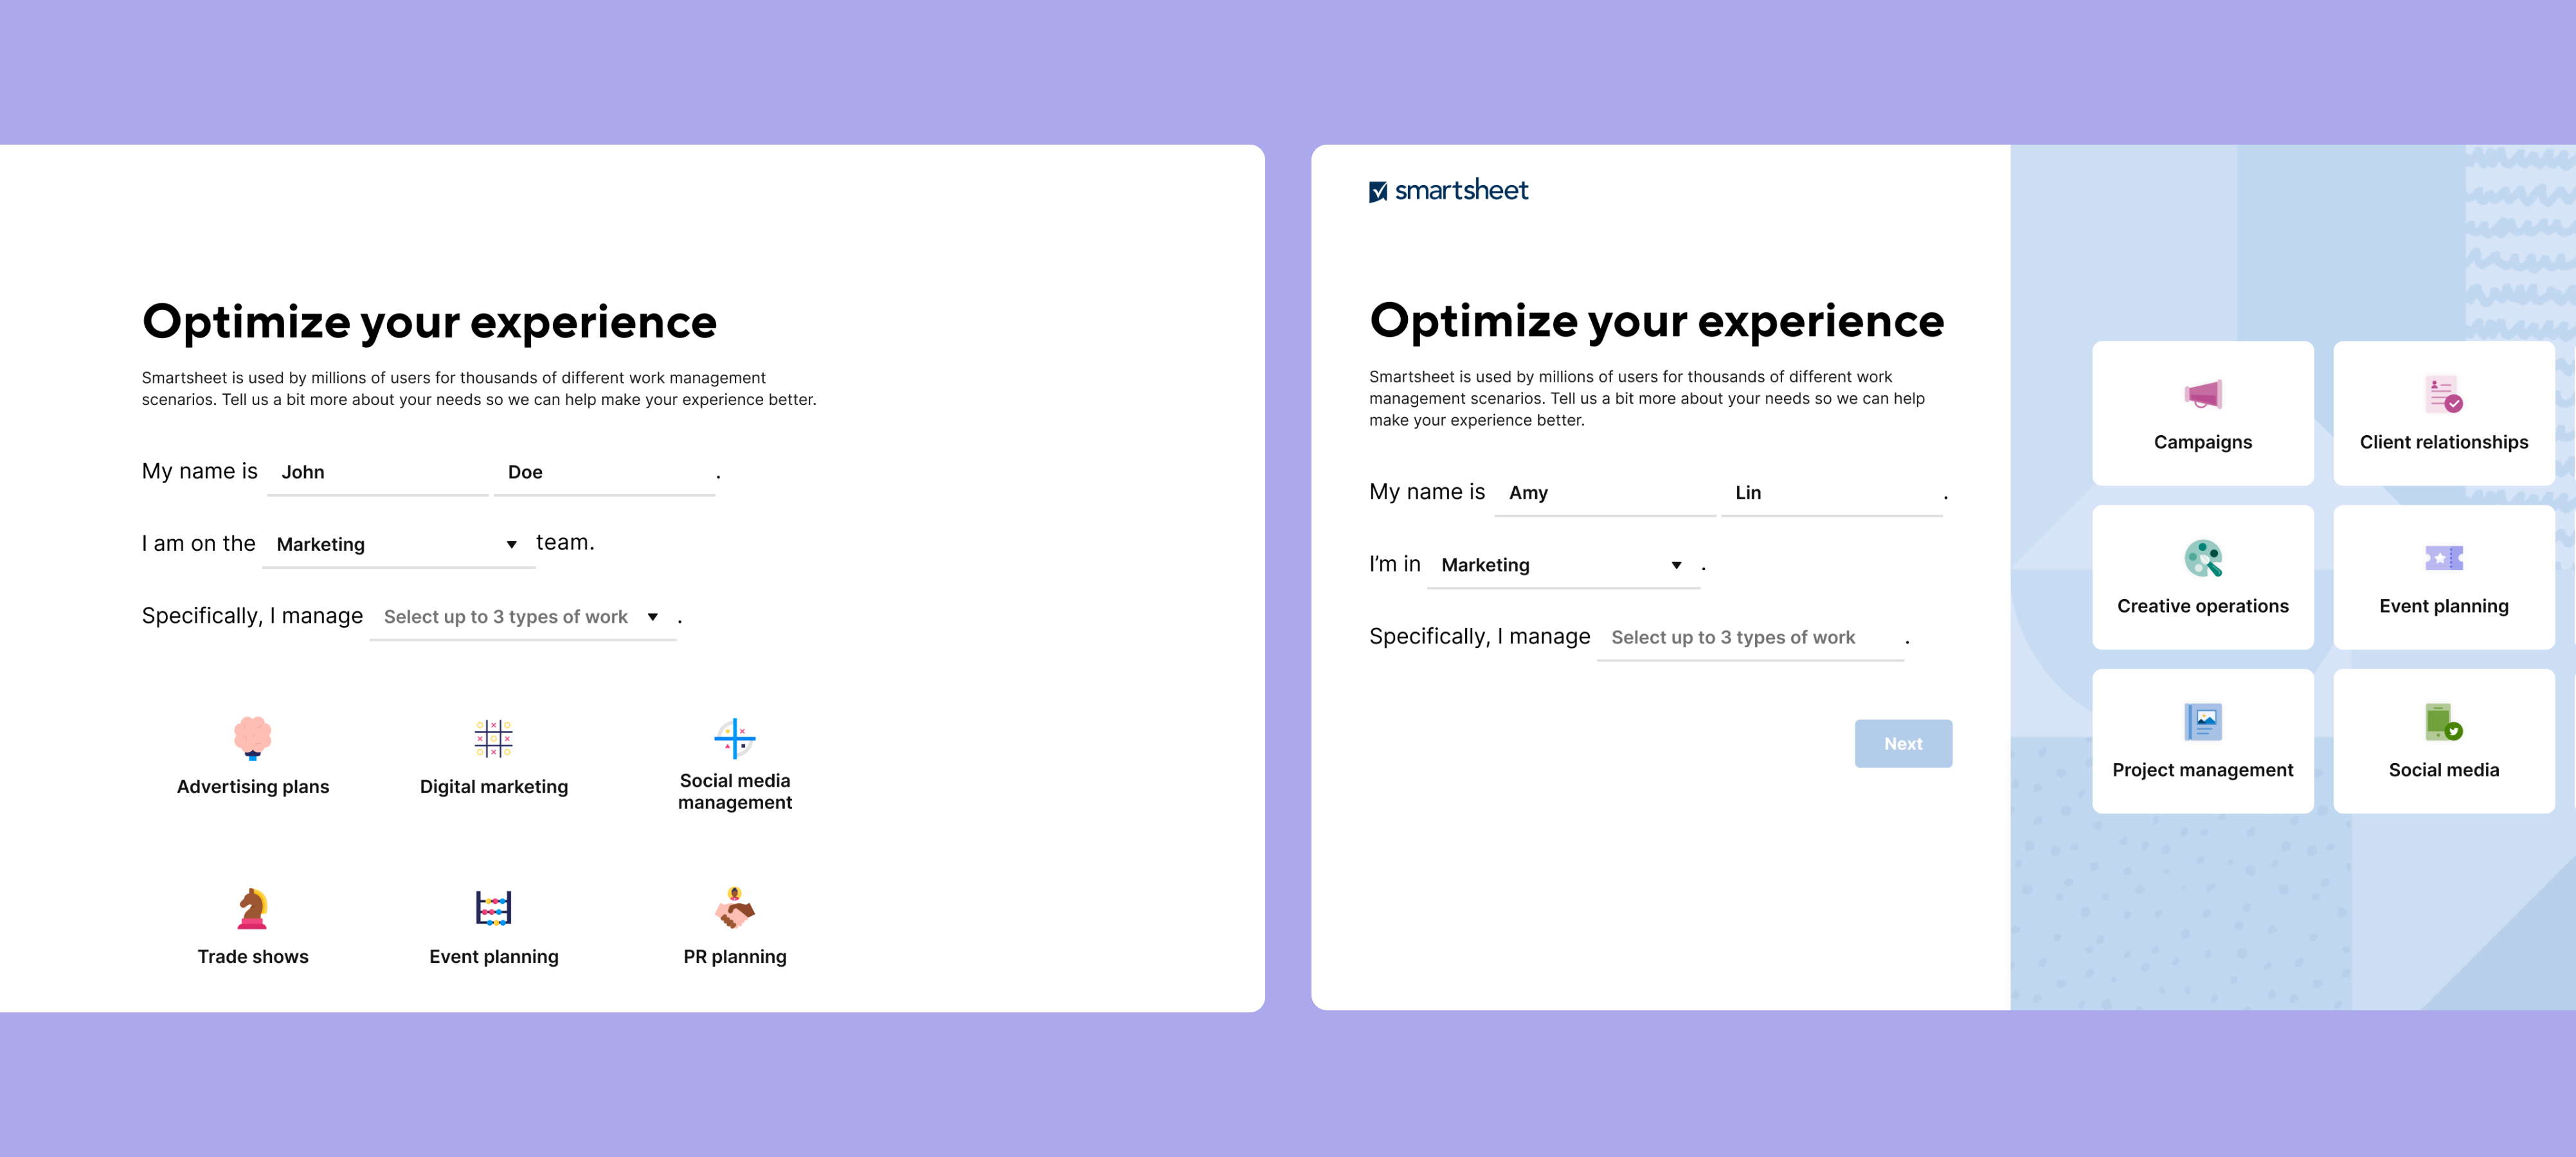 Optimize your experience
Smartsheet is used by millions of users for thousands of different work management
scenarios. Tell us a bit more about your needs so we can help make your experience better.
My name is John Doe .
I am on the Marketing team.
Specifically, I manage Select up to 3 types of work .
Advertising plans
Digital marketing
Social media
management
Trade shows
Event planning
PR planning
smartsheet
Optimize your experience
Smartsheet is used by millions of users for thousands of different work
management scenarios. Tell us a bit more about your needs so we can help
make your experience better.
My name is Amy Lin .
I’m in Marketing .
Specifically, I manage Select up to 3 types of work .
Next
Campaigns
Client relationships
Creative operations
Event planning
Project management
Social media